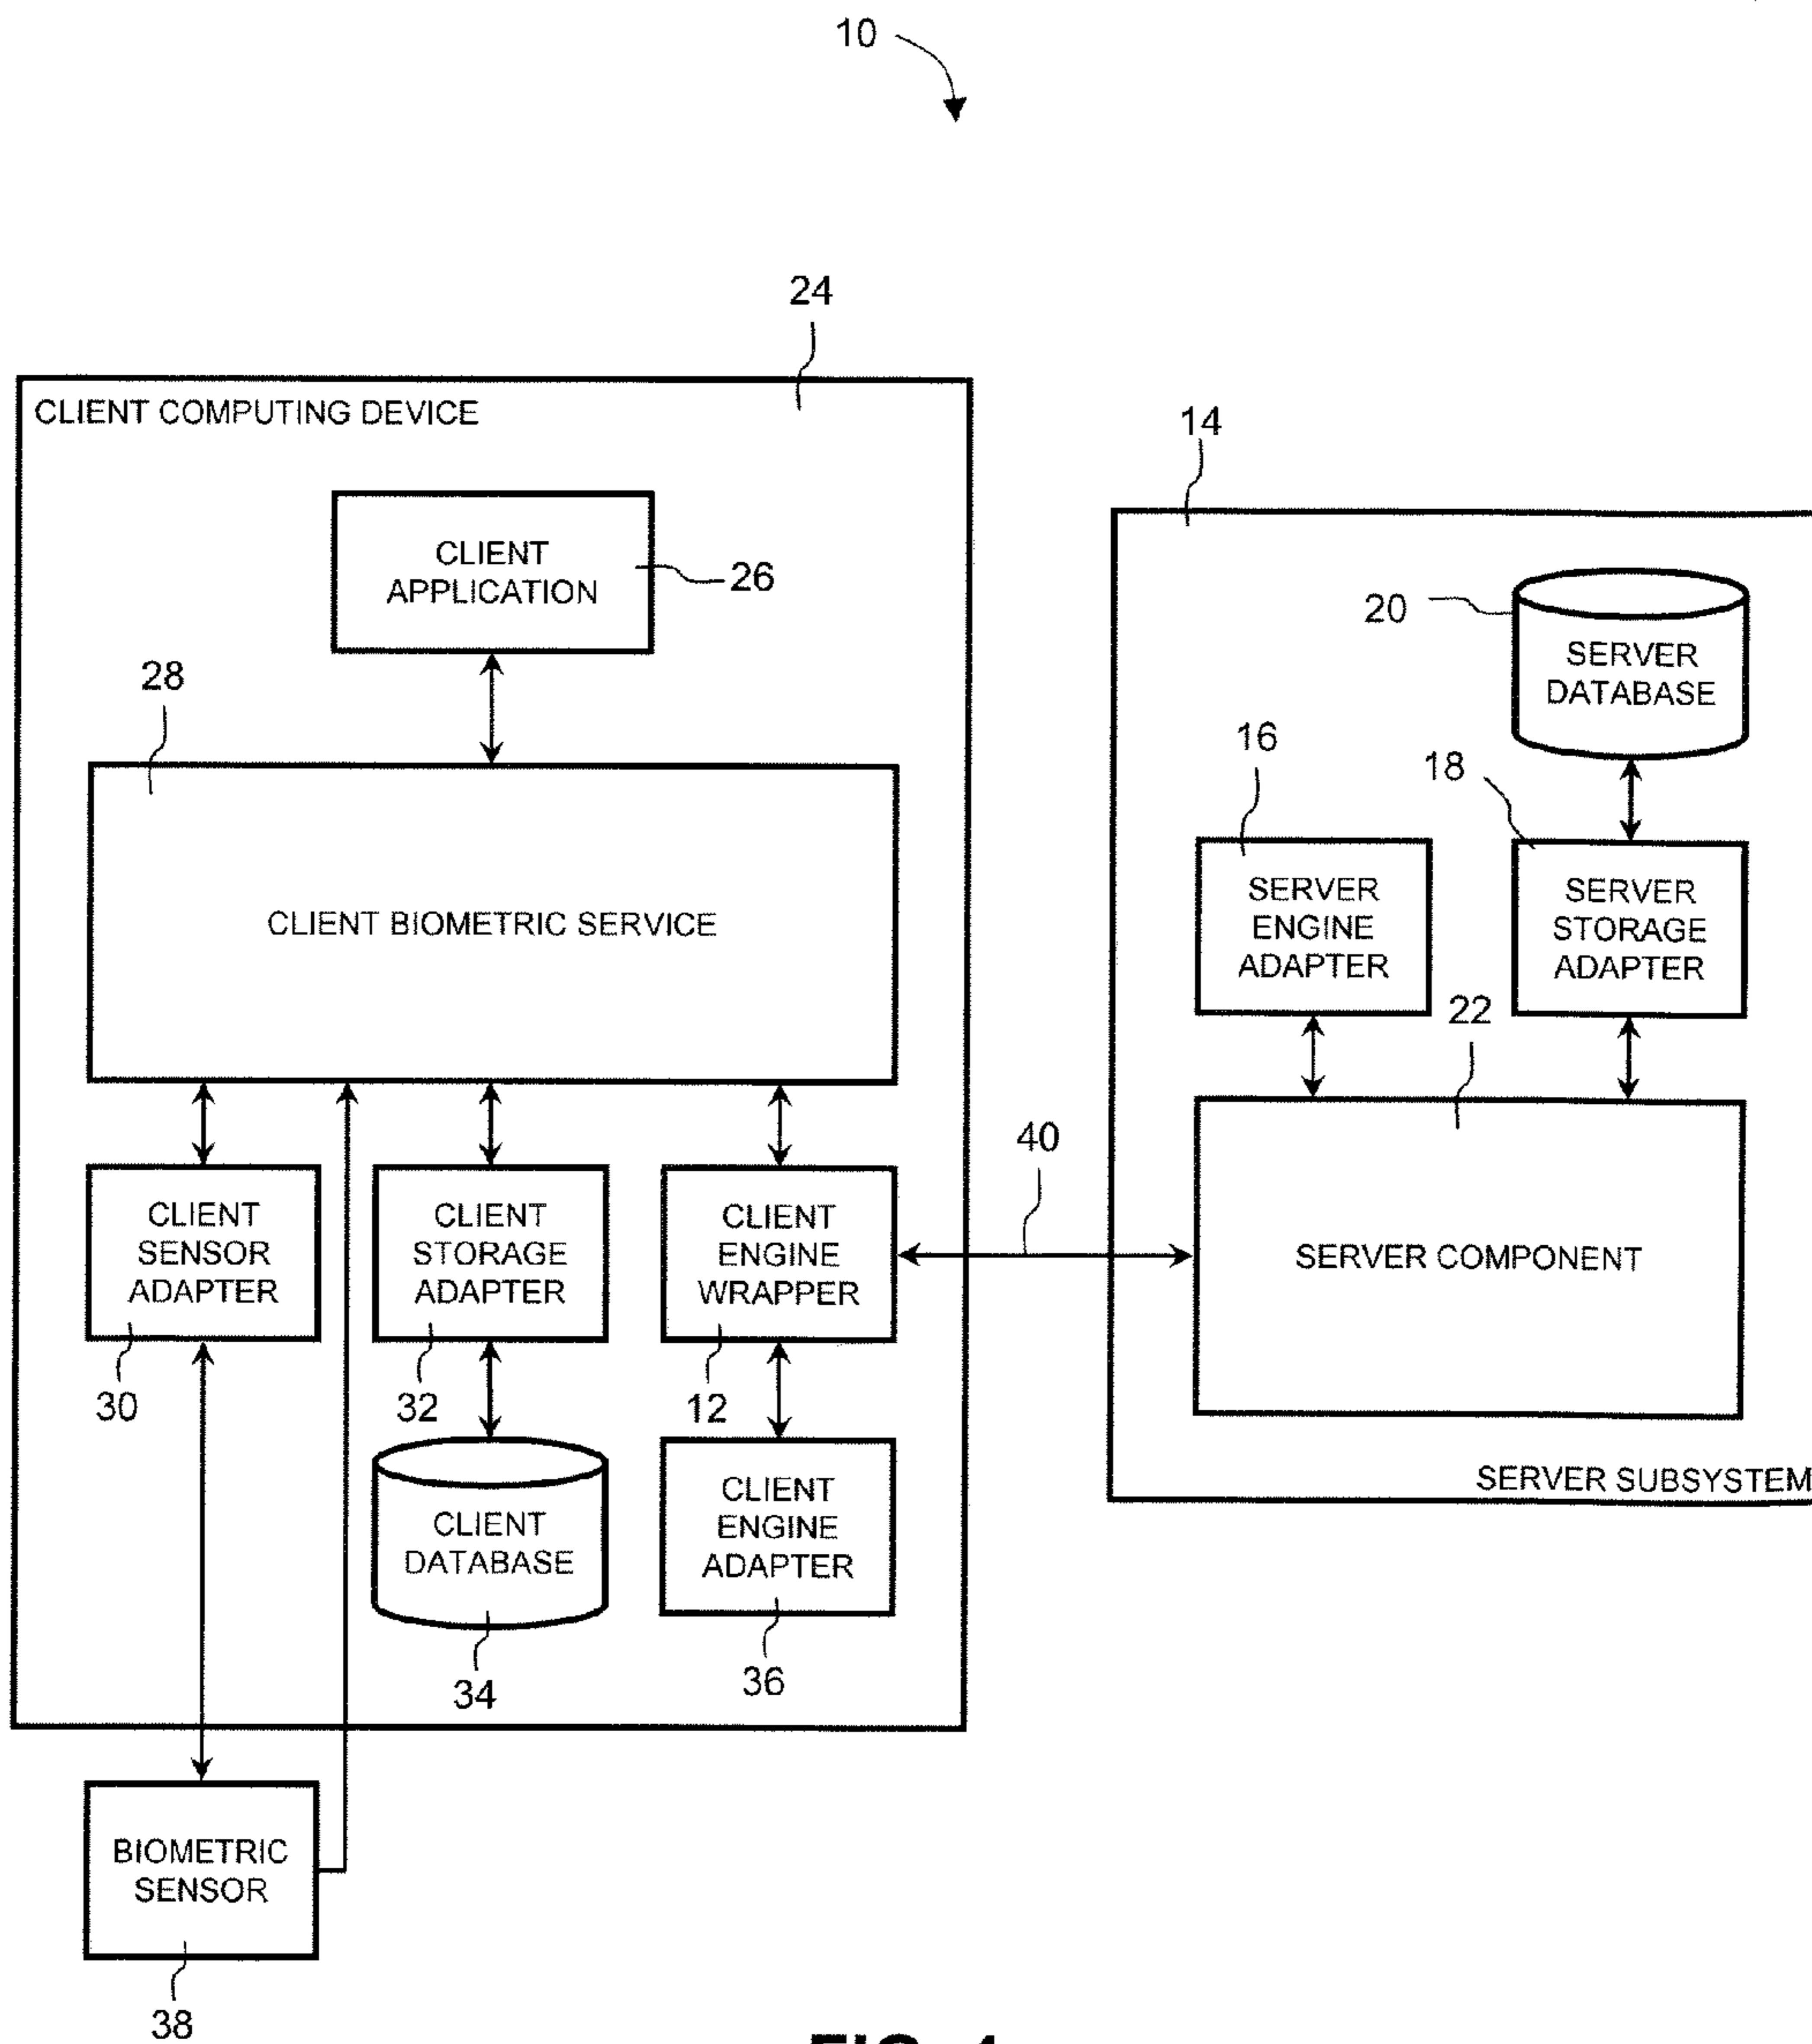 10
24
CLIENT COMPUTING DEVICE
14
CLIENT
APPLICATION
26
20
SERVER
DATABASE
28
16
18
CLIENT BIOMETRIC SERVICE
SERVER
ENGINE
ADAPTER
SERVER
STORAGE
ADAPTER
22
40
CLIENT
SENSOR
ADAPTER
CLIENT
STORAGE
ADAPTER
CLIENT
ENGINE
WRAPPER
SERVER COMPONENT
30
32
12
CLIENT
DATABASE
CLIENT
ENGINE
ADAPTER
SERVER SUBSYSTEM
34
36
BIOMETRIC
SENSOR
38
FIG. 1